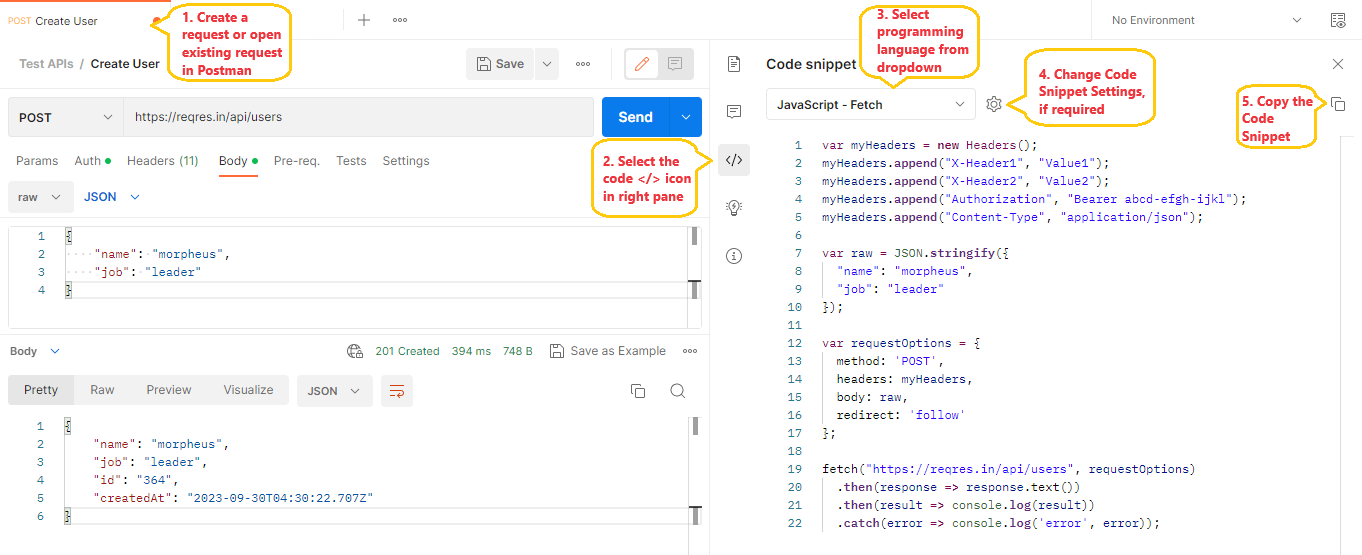 POST Create User
1. Create a
request or open
existing request
in Postman
No Environment
Test APIs / Create User
Save
POST
https://reqres.in/api/users
Send
Params Auth Headers (11) Body Pre-req. Tests Settings
2. Select the
code </> icon
in right pane
raw JSON
1 {
2 "name": "morpheus",
3 "job": "leader"
4 }
Body 201 Created 394 ms 748 B Save as Example
Pretty Raw Preview Visualize JSON
1 {
2 "name": "morpheus",
3 "job": "leader",
4 "id": "364",
5 "createdAt": "2023-09-30T04:30:22.707Z"
6 }
</>
3. Select
programming
language from
dropdown
Code snippet
JavaScript - Fetch
4. Change Code
Snippet Settings,
if required
5. Copy the
Code
Snippet
1 var myHeaders = new Headers();
2 myHeaders.append("X-Header1", "Value1");
3 myHeaders.append("X-Header2", "Value2");
4 myHeaders.append("Authorization", "Bearer abcd-efgh-ijkl");
5 myHeaders.append("Content-Type", "application/json");
6
7 var raw = JSON.stringify({
8 "name": "morpheus",
9 "job": "leader"
10 });
11
12 var requestOptions = {
13 method: 'POST',
14 headers: myHeaders,
15 body: raw,
16 redirect: 'follow'
17 };
18
19 fetch("https://reqres.in/api/users", requestOptions)
20 .then(response => response.text())
21 .then(result => console.log(result))
22 .catch(error => console.log('error', error));